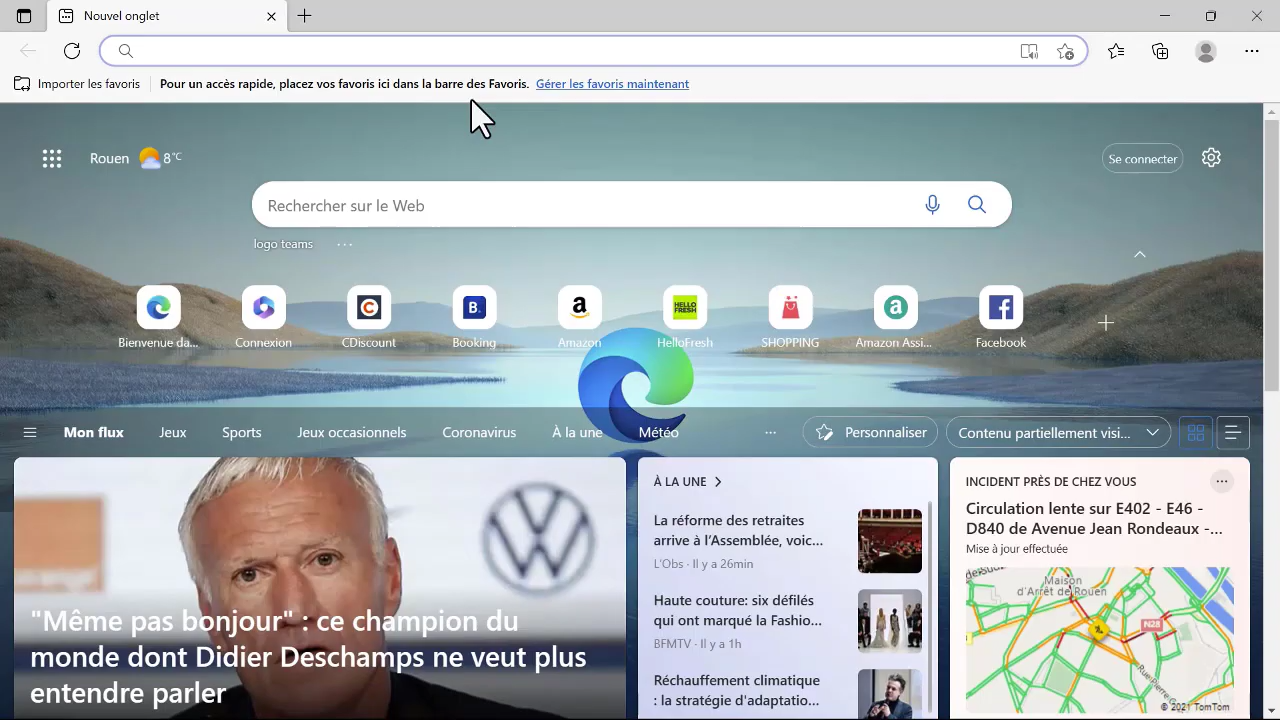 Nouvel onglet
Importer les favoris
Pour un accès rapide, placez vos favoris ici dans la barre des Favoris. Gérer les favoris maintenant
Rouen 8°C
Se connecter
Rechercher sur le Web
logo teams
Bienvenue da...
Connexion
CDiscount
Booking
Amazon
HELLO
FRESH
HelloFresh
SHOPPING
Amazon Assi...
Facebook
Mon flux
Jeux
Sports
Jeux occasionnels
Coronavirus
À la une
Météo
Personnaliser
Contenu partiellement visi...
"Même pas bonjour" : ce champion du
monde dont Didier Deschamps ne veut plus
entendre parler
À LA UNE
La réforme des retraites
arrive à l'Assemblée, voic...
L'Obs · Il y a 26min
Haute couture: six défilés
qui ont marqué la Fashio...
BFMTV · Il y a 1h
Réchauffement climatique
: la stratégie d'adaptatio...
INCIDENT PRÈS DE CHEZ VOUS
Circulation lente sur E402 - E46 -
D840 de Avenue Jean Rondeaux -...
Mise à jour effectuée
Maison
d'Arrêt de Rouen
N28
© 2021 TomTom